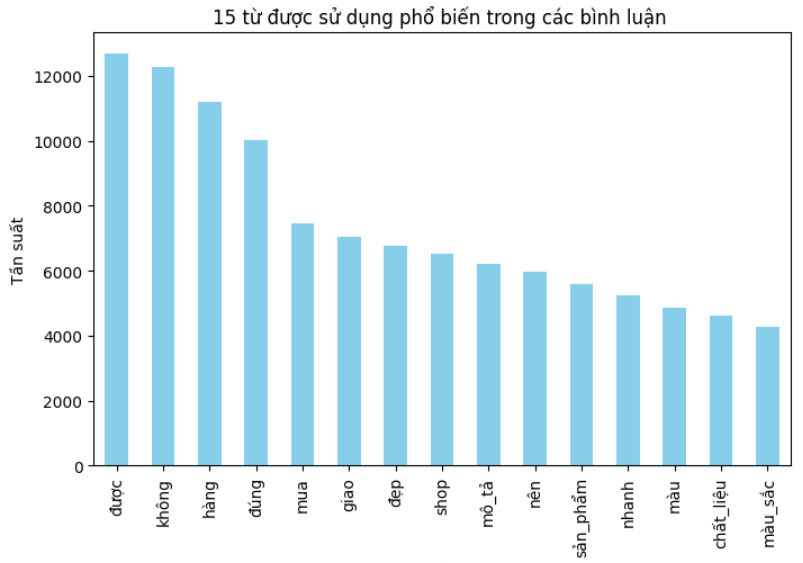 15 từ được sử dụng phổ biến trong các bình luận
Tần suất
12000
10000
8000
6000
4000
2000
0
được
không
hàng
đúng
mua
giao
đẹp
shop
mô_tả
nên
sản_phẩm
nhanh
màu
chất_liệu
màu_sắc